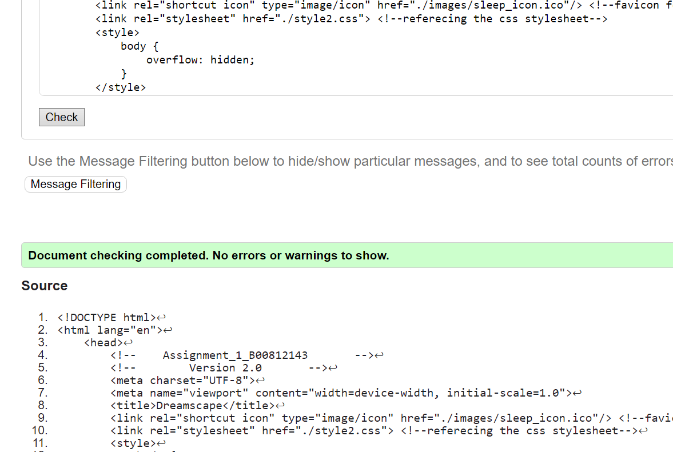 <link rel="shortcut icon" type="image/icon" href="./images/sleep_icon.ico"/> <!--favicon f
<link rel="stylesheet" href="./style2.css"> <!--referecing the css stylesheet-->
<style>
body {
overflow: hidden;
}
</style>
Check
Use the Message Filtering button below to hide/show particular messages, and to see total counts of errors
Message Filtering
Document checking completed. No errors or warnings to show.
Source
1. <!DOCTYPE html>↩
2. <html lang="en">↩
3. <head>↩
4. <!-- Assignment_1_B00812143 -->↩
5. <!-- Version 2.0 -->↩
6. <meta charset="UTF-8">↩
7. <meta name="viewport" content="width=device-width, initial-scale=1.0">↩
8. <title>Dreamscape</title>↩
9. <link rel="shortcut icon" type="image/icon" href="./images/sleep_icon.ico"/> <!--favi
10. <link rel="stylesheet" href="./style2.css"> <!--referecing the css stylesheet-->↩
11. <style>↩